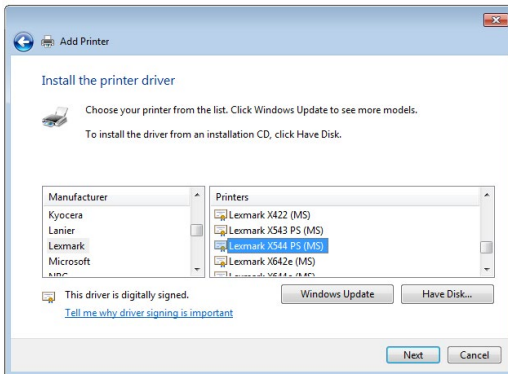 Add Printer
Install the printer driver
Choose your printer from the list. Click Windows Update to see more models.
To install the driver from an installation CD, click Have Disk.
Manufacturer
Kyocera
Lanier
Lexmark
Microsoft
Printers
Lexmark X422 (MS)
Lexmark X543 PS (MS)
Lexmark X544 PS (MS)
Lexmark X642e (MS)
This driver is digitally signed.
Tell me why driver signing is important
Windows Update
Have Disk...
Next
Cancel